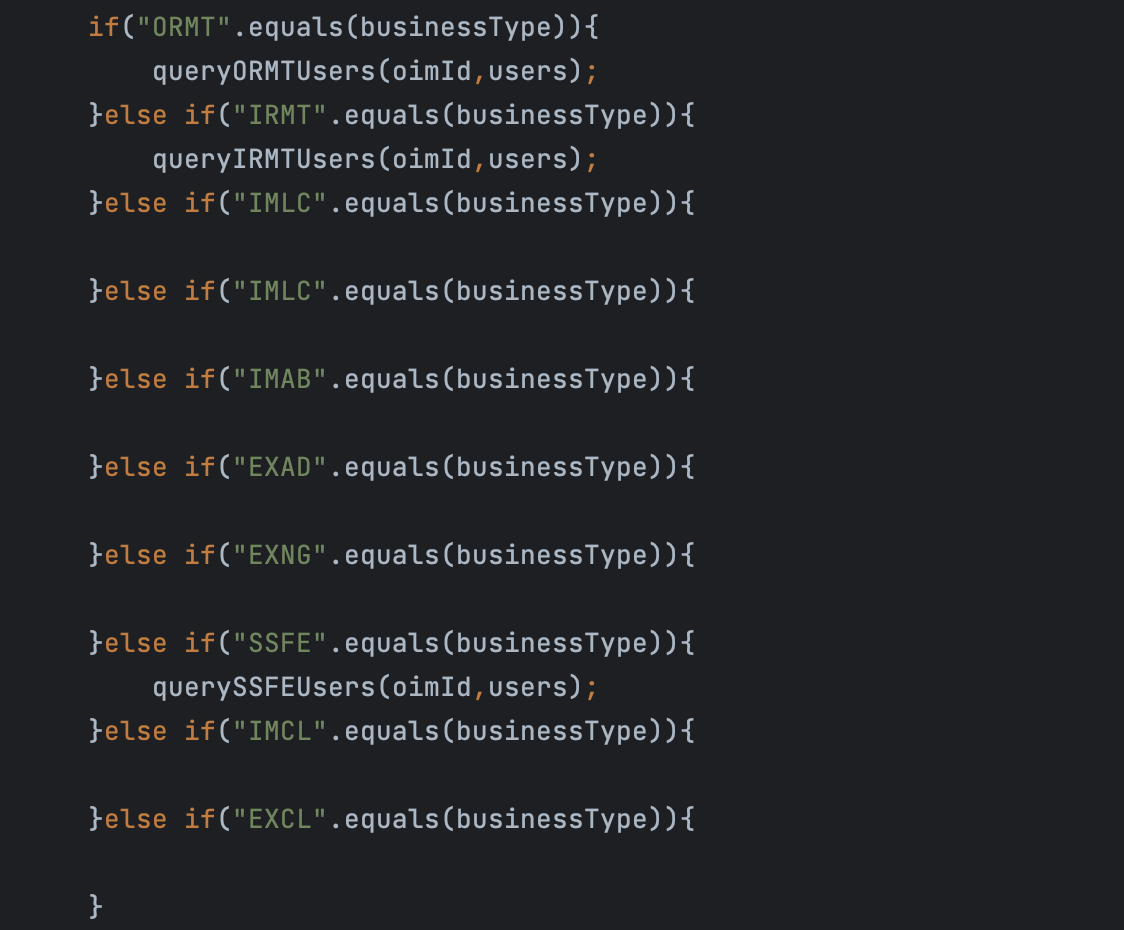 if("ORMT".equals(businessType)){
queryORMTUsers(oimId,users);
}else if("IRMT".equals(businessType)){
queryIRMTUsers(oimId,users);
}else if("IMLC".equals(businessType)){
}else if("IMLC".equals(businessType)){
}else if("IMAB".equals(businessType)){
}else if("EXAD".equals(businessType)){
}else if("EXNG".equals(businessType)){
}else if("SSFE".equals(businessType)){
querySSFEUsers(oimId,users);
}else if("IMCL".equals(businessType)){
}else if("EXCL".equals(businessType)){
}